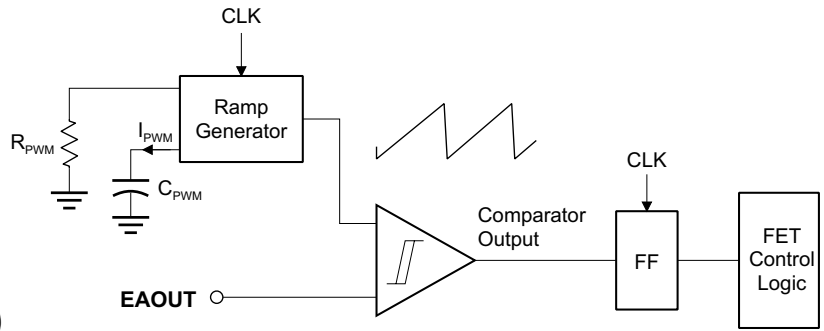 CLK
Ramp
Generator
R_PWM
I_PWM
C_PWM
CLK
Comparator
Output
FF
FET
Control
Logic
EAOUT
)